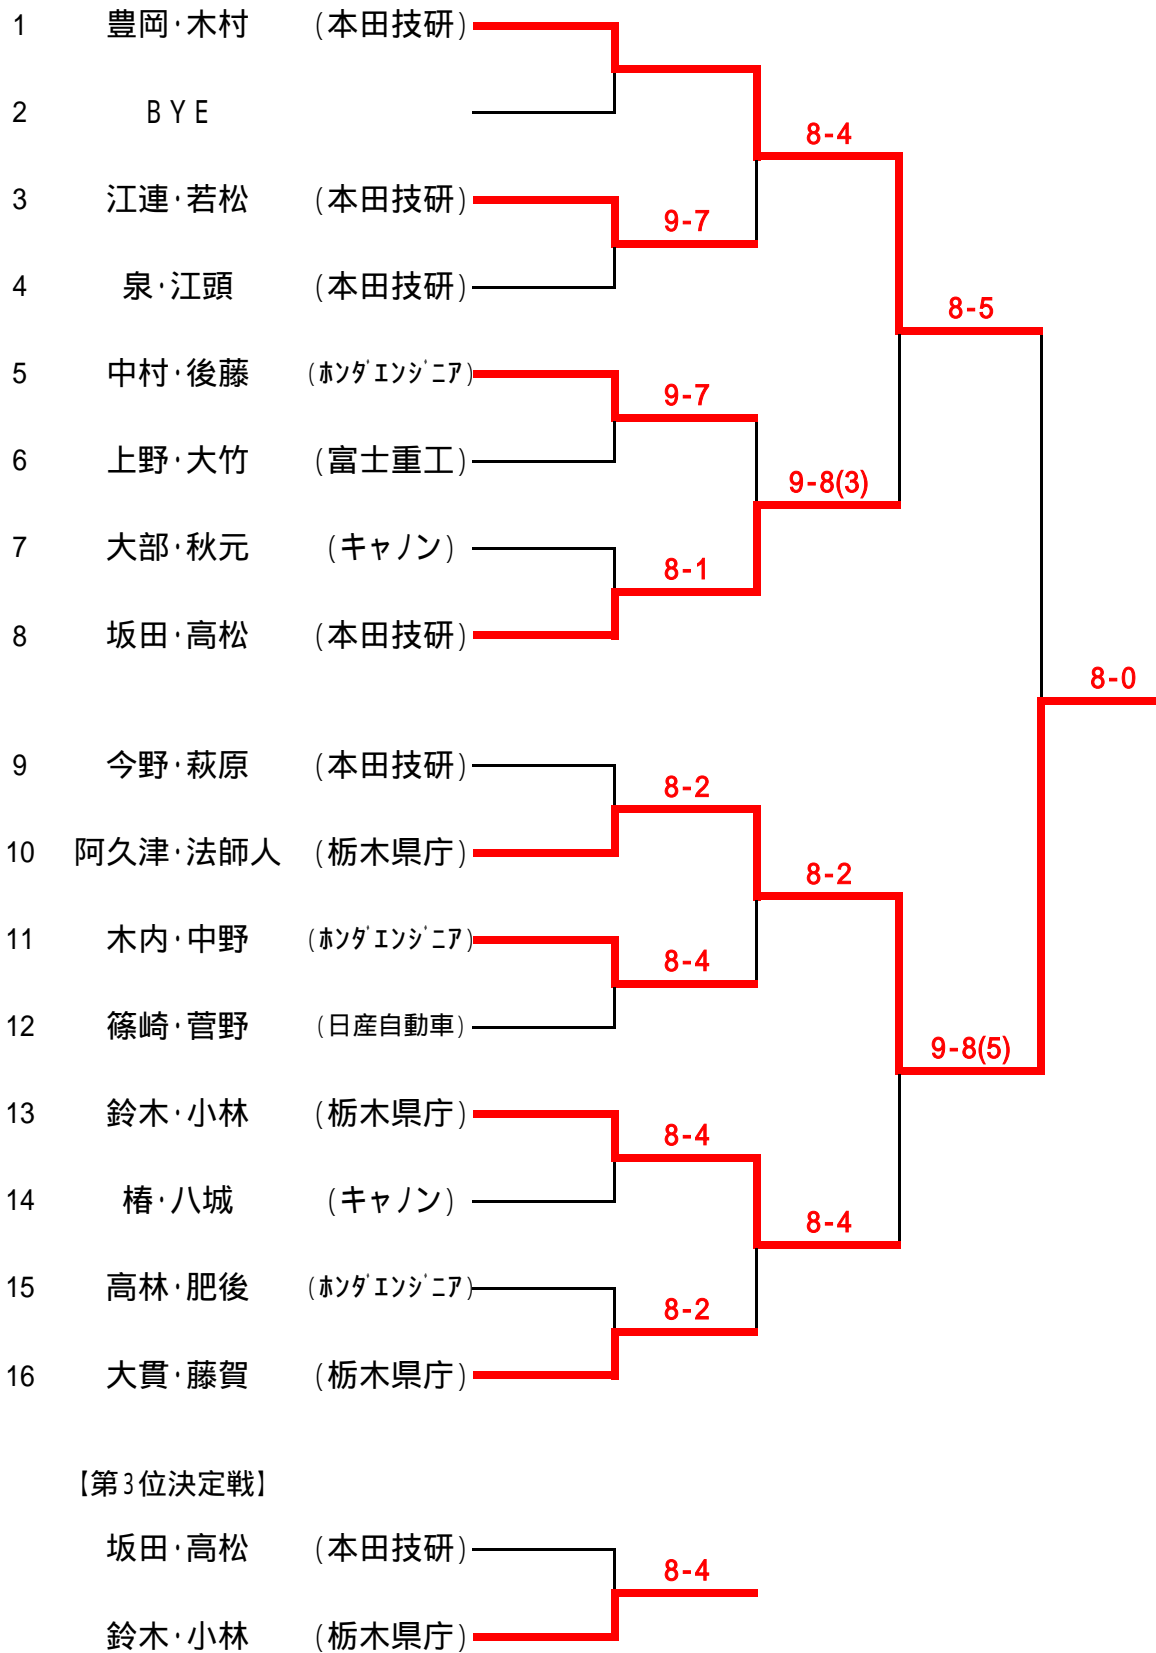 1 豊岡・木村 (本田技研)
2 BYE
8-4
3 江連・若松 (本田技研)
9-7
4 泉・江頭 (本田技研)
8-5
5 中村・後藤 (ホンダエンジニア)
9-7
6 上野・大竹 (富士重工)
9-8(3)
7 大部・秋元 (キャノン)
8-1
8 坂田・高松 (本田技研)
8-0
9 今野・萩原 (本田技研)
8-2
10 阿久津・法師人 (栃木県庁)
8-2
11 木内・中野 (ホンダエンジニア)
8-4
12 篠崎・菅野 (日産自動車)
9-8(5)
13 鈴木・小林 (栃木県庁)
8-4
14 椿・八城 (キャノン)
8-4
15 高林・肥後 (ホンダエンジニア)
8-2
16 大貫・藤賀 (栃木県庁)
【第3位決定戦】
坂田・高松 (本田技研)
8-4
鈴木・小林 (栃木県庁)